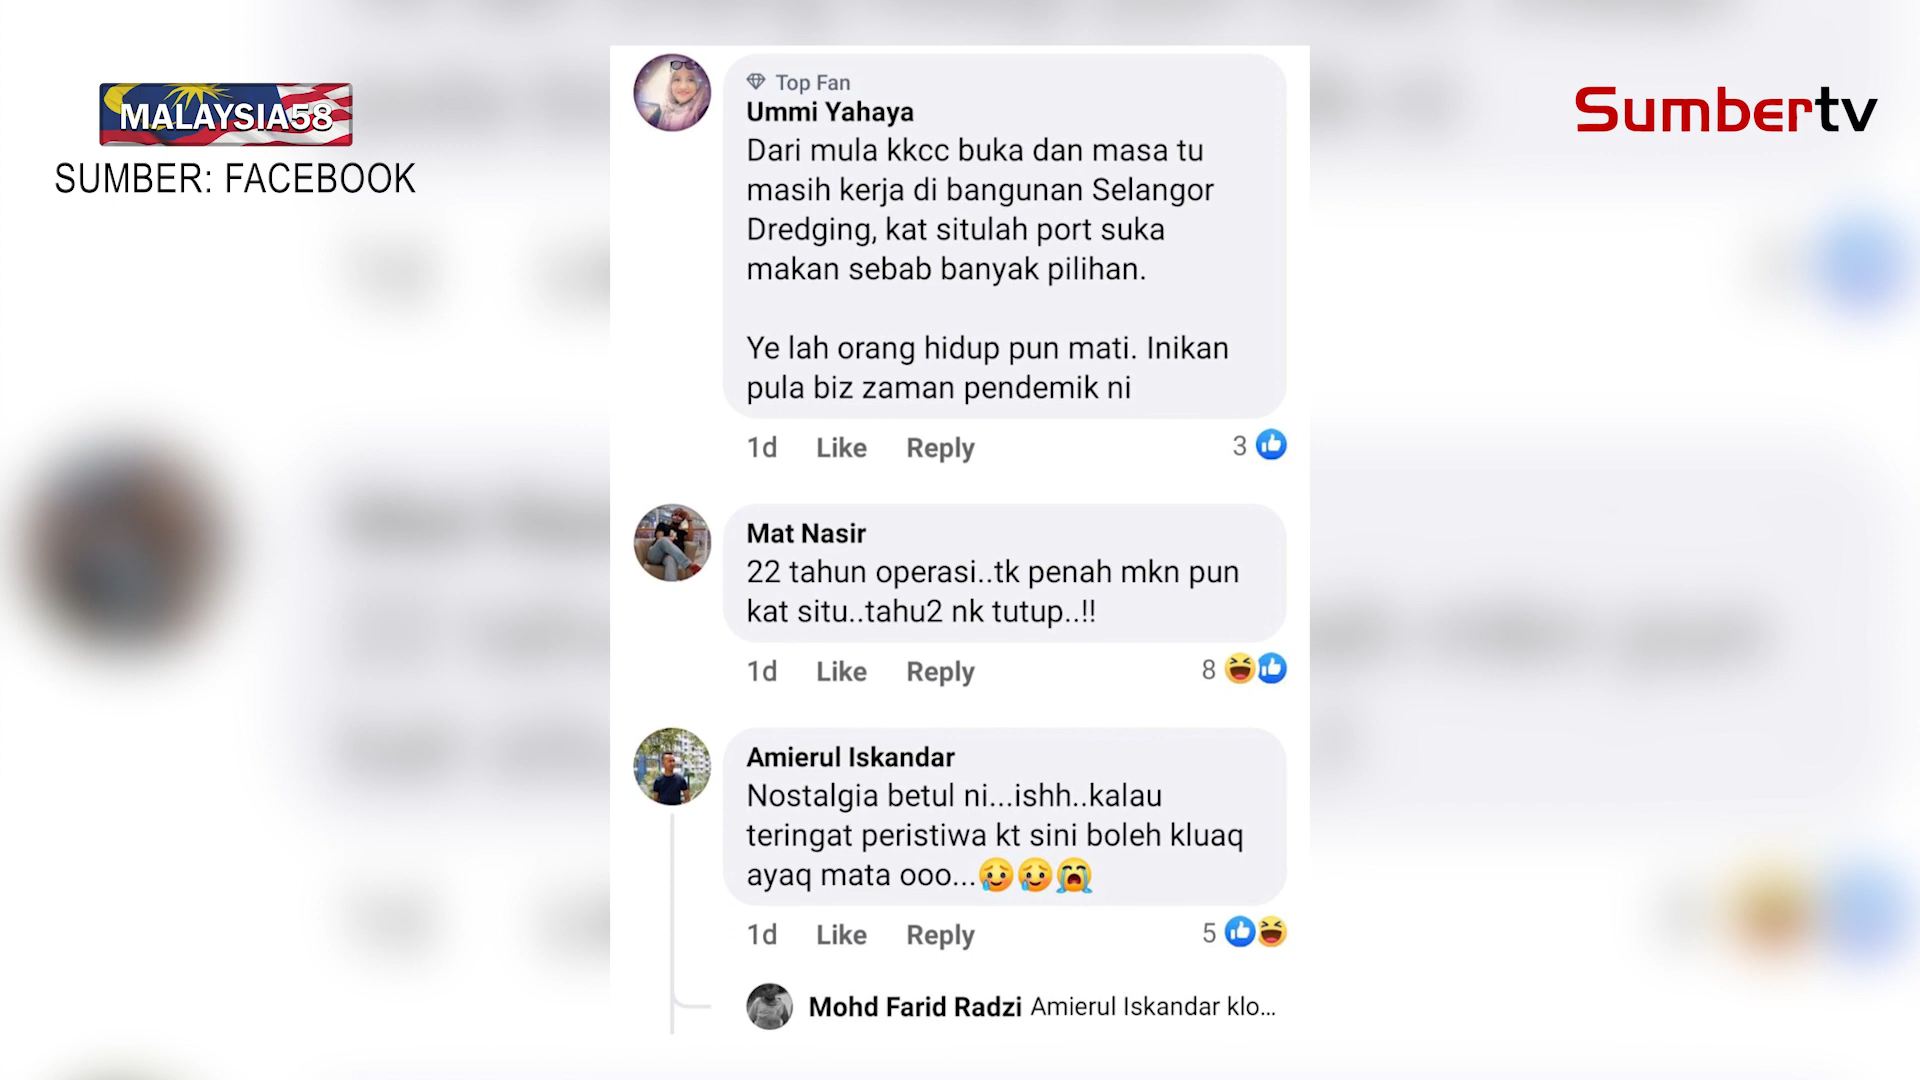 MALAYSIA58
SUMBER: FACEBOOK
Sumbertv
Top Fan
Ummi Yahaya
Dari mula kkcc buka dan masa tu
masih kerja di bangunan Selangor
Dredging, kat situlah port suka
makan sebab banyak pilihan.
Ye lah orang hidup pun mati. Inikan
pula biz zaman pendemik ni
1d Like Reply 3
Mat Nasir
22 tahun operasi..tk penah mkn pun
kat situ..tahu2 nk tutup..!!
1d Like Reply 8
Amierul Iskandar
Nostalgia betul ni...ishh..kalau
teringat peristiwa kt sini boleh kluaq
ayaq mata ooo...🥲🥲😭
1d Like Reply 5
Mohd Farid Radzi Amierul Iskandar klo...